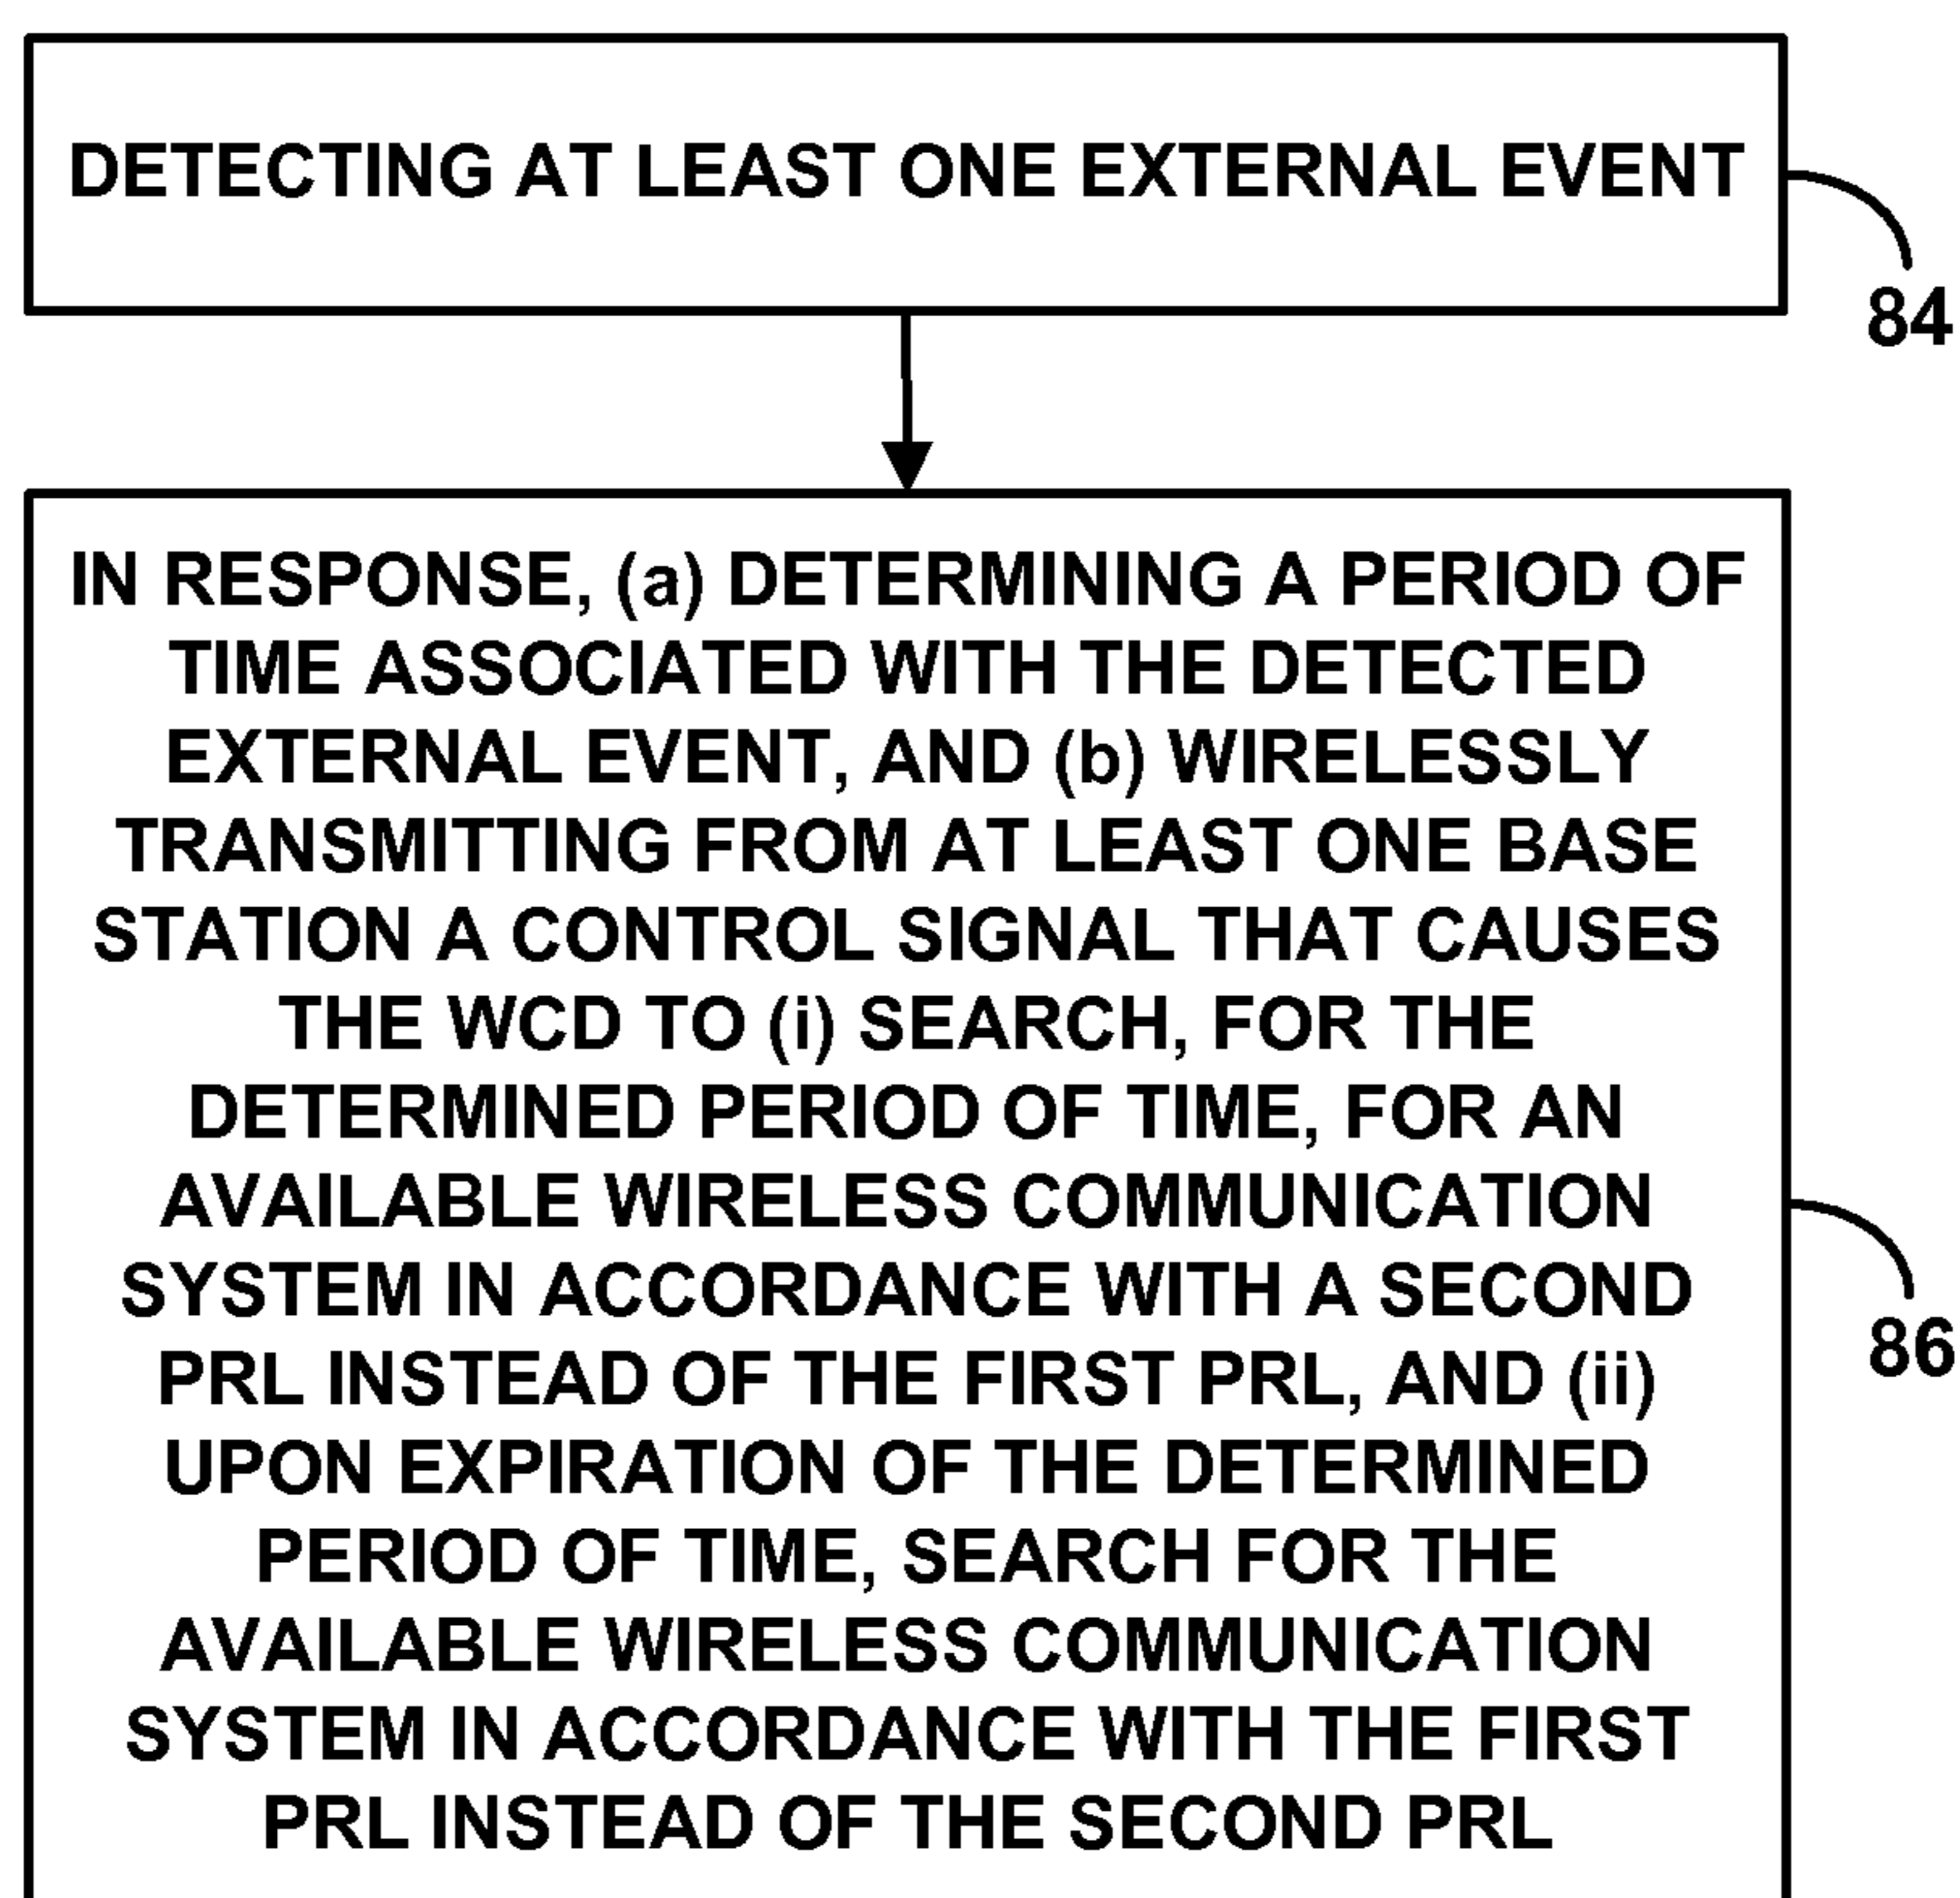 DETECTING AT LEAST ONE EXTERNAL EVENT
84
IN RESPONSE, (a) DETERMINING A PERIOD OF
TIME ASSOCIATED WITH THE DETECTED
EXTERNAL EVENT, AND (b) WIRELESSLY
TRANSMITTING FROM AT LEAST ONE BASE
STATION A CONTROL SIGNAL THAT CAUSES
THE WCD TO (i) SEARCH, FOR THE
DETERMINED PERIOD OF TIME, FOR AN
AVAILABLE WIRELESS COMMUNICATION
SYSTEM IN ACCORDANCE WITH A SECOND
PRL INSTEAD OF THE FIRST PRL, AND (ii)
UPON EXPIRATION OF THE DETERMINED
PERIOD OF TIME, SEARCH FOR THE
AVAILABLE WIRELESS COMMUNICATION
SYSTEM IN ACCORDANCE WITH THE FIRST
PRL INSTEAD OF THE SECOND PRL
86